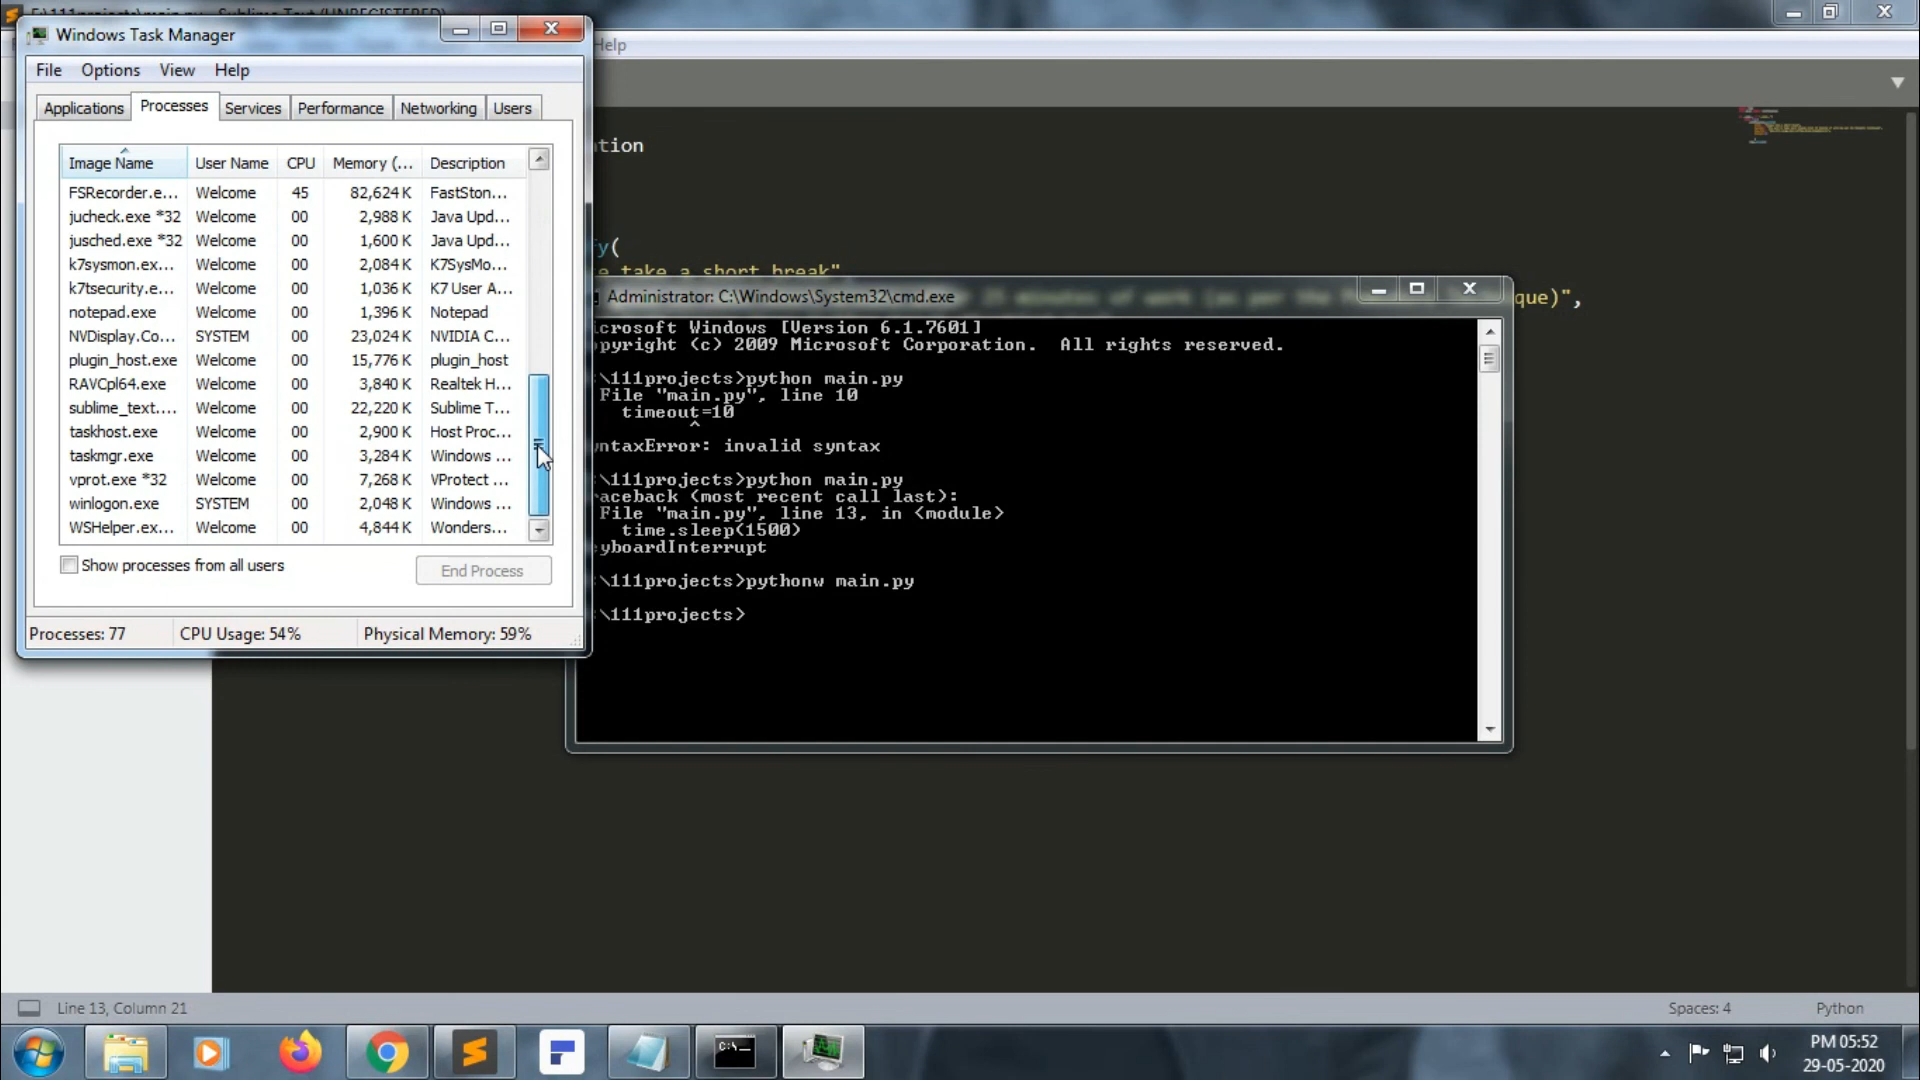 Windows Task Manager
File Options View Help
Applications Processes Services Performance Networking Users
Image Name User Name CPU Memory (... Description
FSRecorder.e... Welcome 45 82,624 K FastSton...
jucheck.exe *32 Welcome 00 2,988 K Java Upd...
jusched.exe *32 Welcome 00 1,600 K Java Upd...
k7sysmon.ex... Welcome 00 2,084 K K7SysMo...
k7tsecurity.e... Welcome 00 1,036 K K7 User A...
notepad.exe Welcome 00 1,396 K Notepad
NVDisplay.Co... SYSTEM 00 23,024 K NVIDIA C...
plugin_host.exe Welcome 00 15,776 K plugin_host
RAVCpl64.exe Welcome 00 3,840 K Realtek H...
sublime_text.... Welcome 00 22,220 K Sublime T...
taskhost.exe Welcome 00 2,900 K Host Proc...
taskmgr.exe Welcome 00 3,284 K Windows ...
vprot.exe *32 Welcome 00 7,268 K VProtect ...
winlogon.exe SYSTEM 00 2,048 K Windows ...
WSHelper.ex... Welcome 00 4,844 K Wonders...
Show processes from all users End Process
Processes: 77 CPU Usage: 54% Physical Memory: 59%
Help
tion
fy(
e take a short break",
que)",
Administrator: C:\Windows\System32\cmd.exe
icrosoft Windows [Version 6.1.7601]
opyright (c) 2009 Microsoft Corporation. All rights reserved.
:\111projects>python main.py
File "main.py", line 10
timeout=10
^
yntaxError: invalid syntax
:\111projects>python main.py
raceback (most recent call last):
File "main.py", line 13, in <module>
time.sleep(1500)
eyboardInterrupt
:\111projects>pythonw main.py
:\111projects>
Line 13, Column 21 Spaces: 4 Python
PM 05:52
29-05-2020